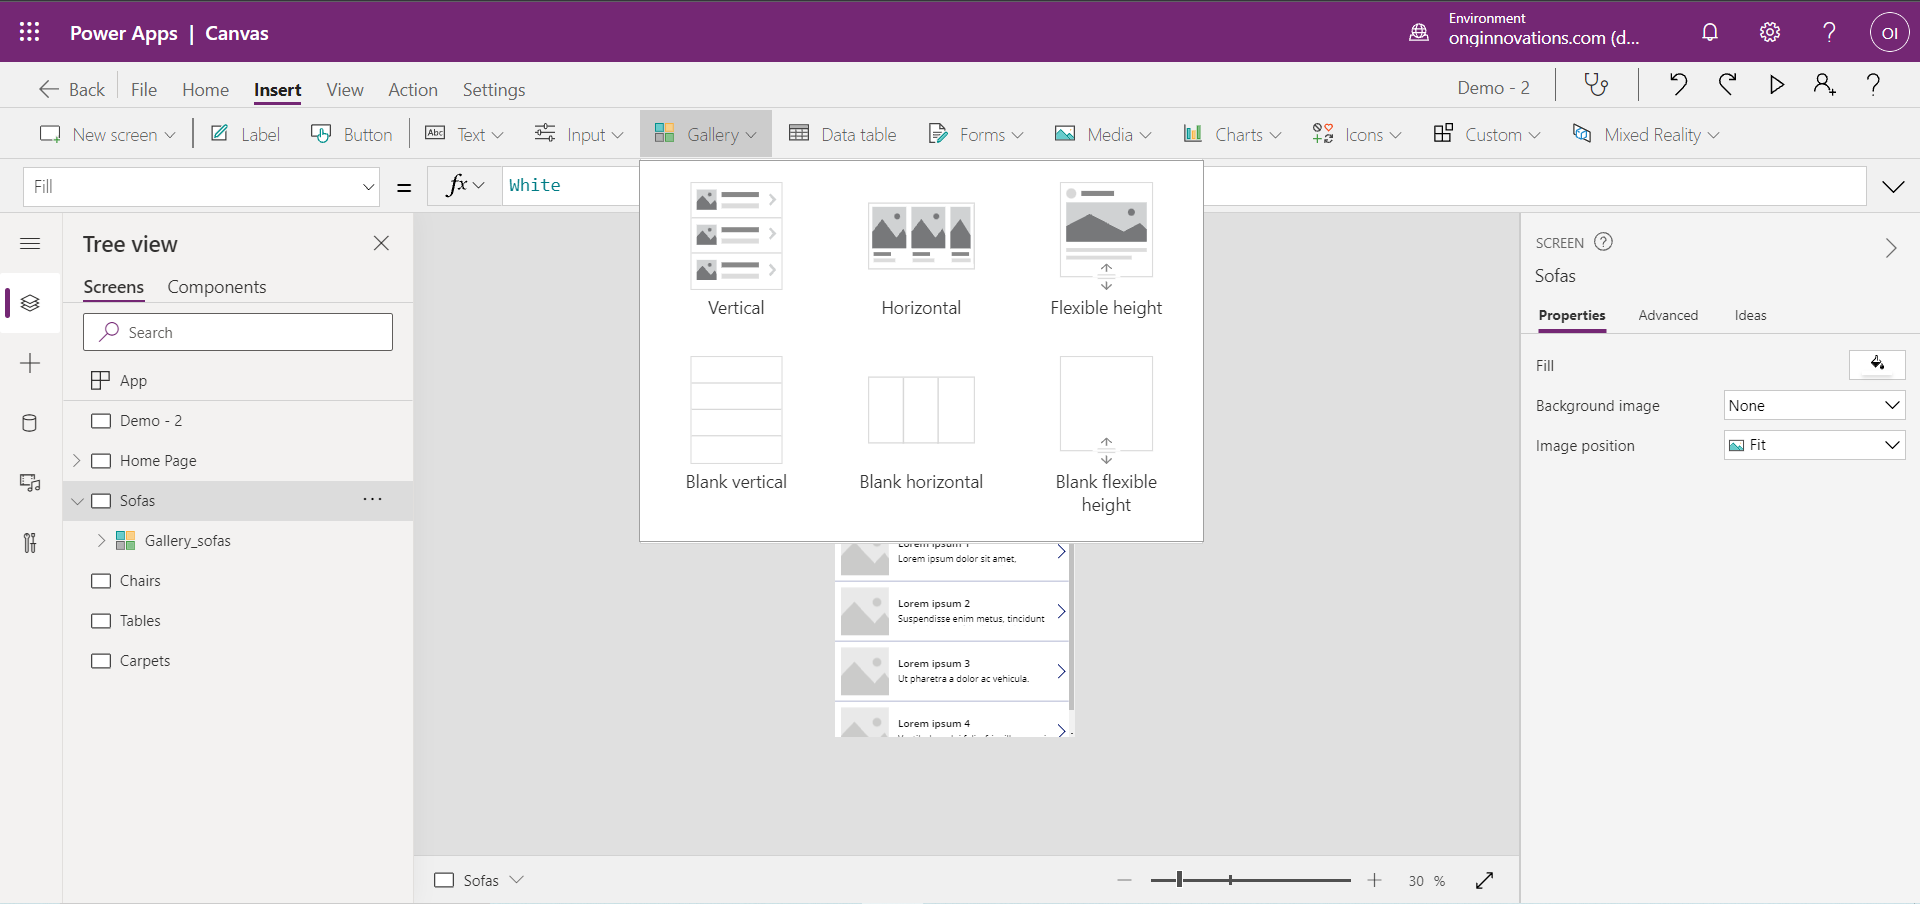 Power Apps | Canvas
Environment
onginnovations.com (d...
OI
Back File Home Insert View Action Settings
Demo - 2
New screen Label Button Abc Text Input Gallery Data table Forms Media Charts Icons Custom Mixed Reality
Fill = fx White
Tree view
Screens Components
Search
App
Demo - 2
Home Page
Sofas ...
Gallery_sofas
Chairs
Tables
Carpets
Vertical Horizontal Flexible height
Blank vertical Blank horizontal Blank flexible
height
Lorem ipsum 1
Lorem ipsum dolor sit amet,
Lorem ipsum 2
Suspendisse enim metus, tincidunt
Lorem ipsum 3
Ut pharetra a dolor ac vehicula.
Lorem ipsum 4
Sofas
30 %
SCREEN ?
Sofas
Properties Advanced Ideas
Fill
Background image None
Image position Fit